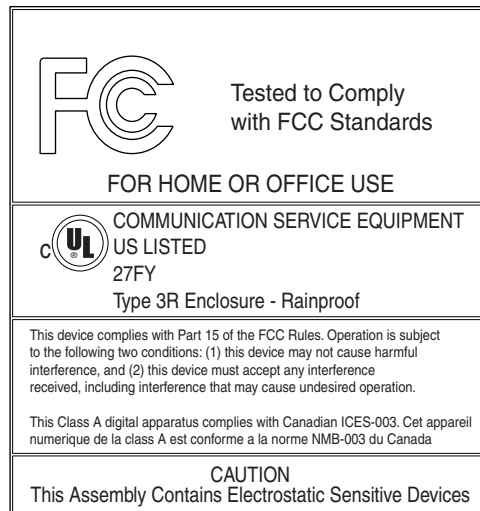 FC
Tested to Comply
with FCC Standards
FOR HOME OR OFFICE USE
COMMUNICATION SERVICE EQUIPMENT
C UL ® US LISTED
27FY
Type 3R Enclosure - Rainproof
This device complies with Part 15 of the FCC Rules. Operation is subject
to the following two conditions: (1) this device may not cause harmful
interference, and (2) this device must accept any interference
received, including interference that may cause undesired operation.
This Class A digital apparatus complies with Canadian ICES-003. Cet appareil
numerique de la class A est conforme a la norme NMB-003 du Canada
CAUTION
This Assembly Contains Electrostatic Sensitive Devices